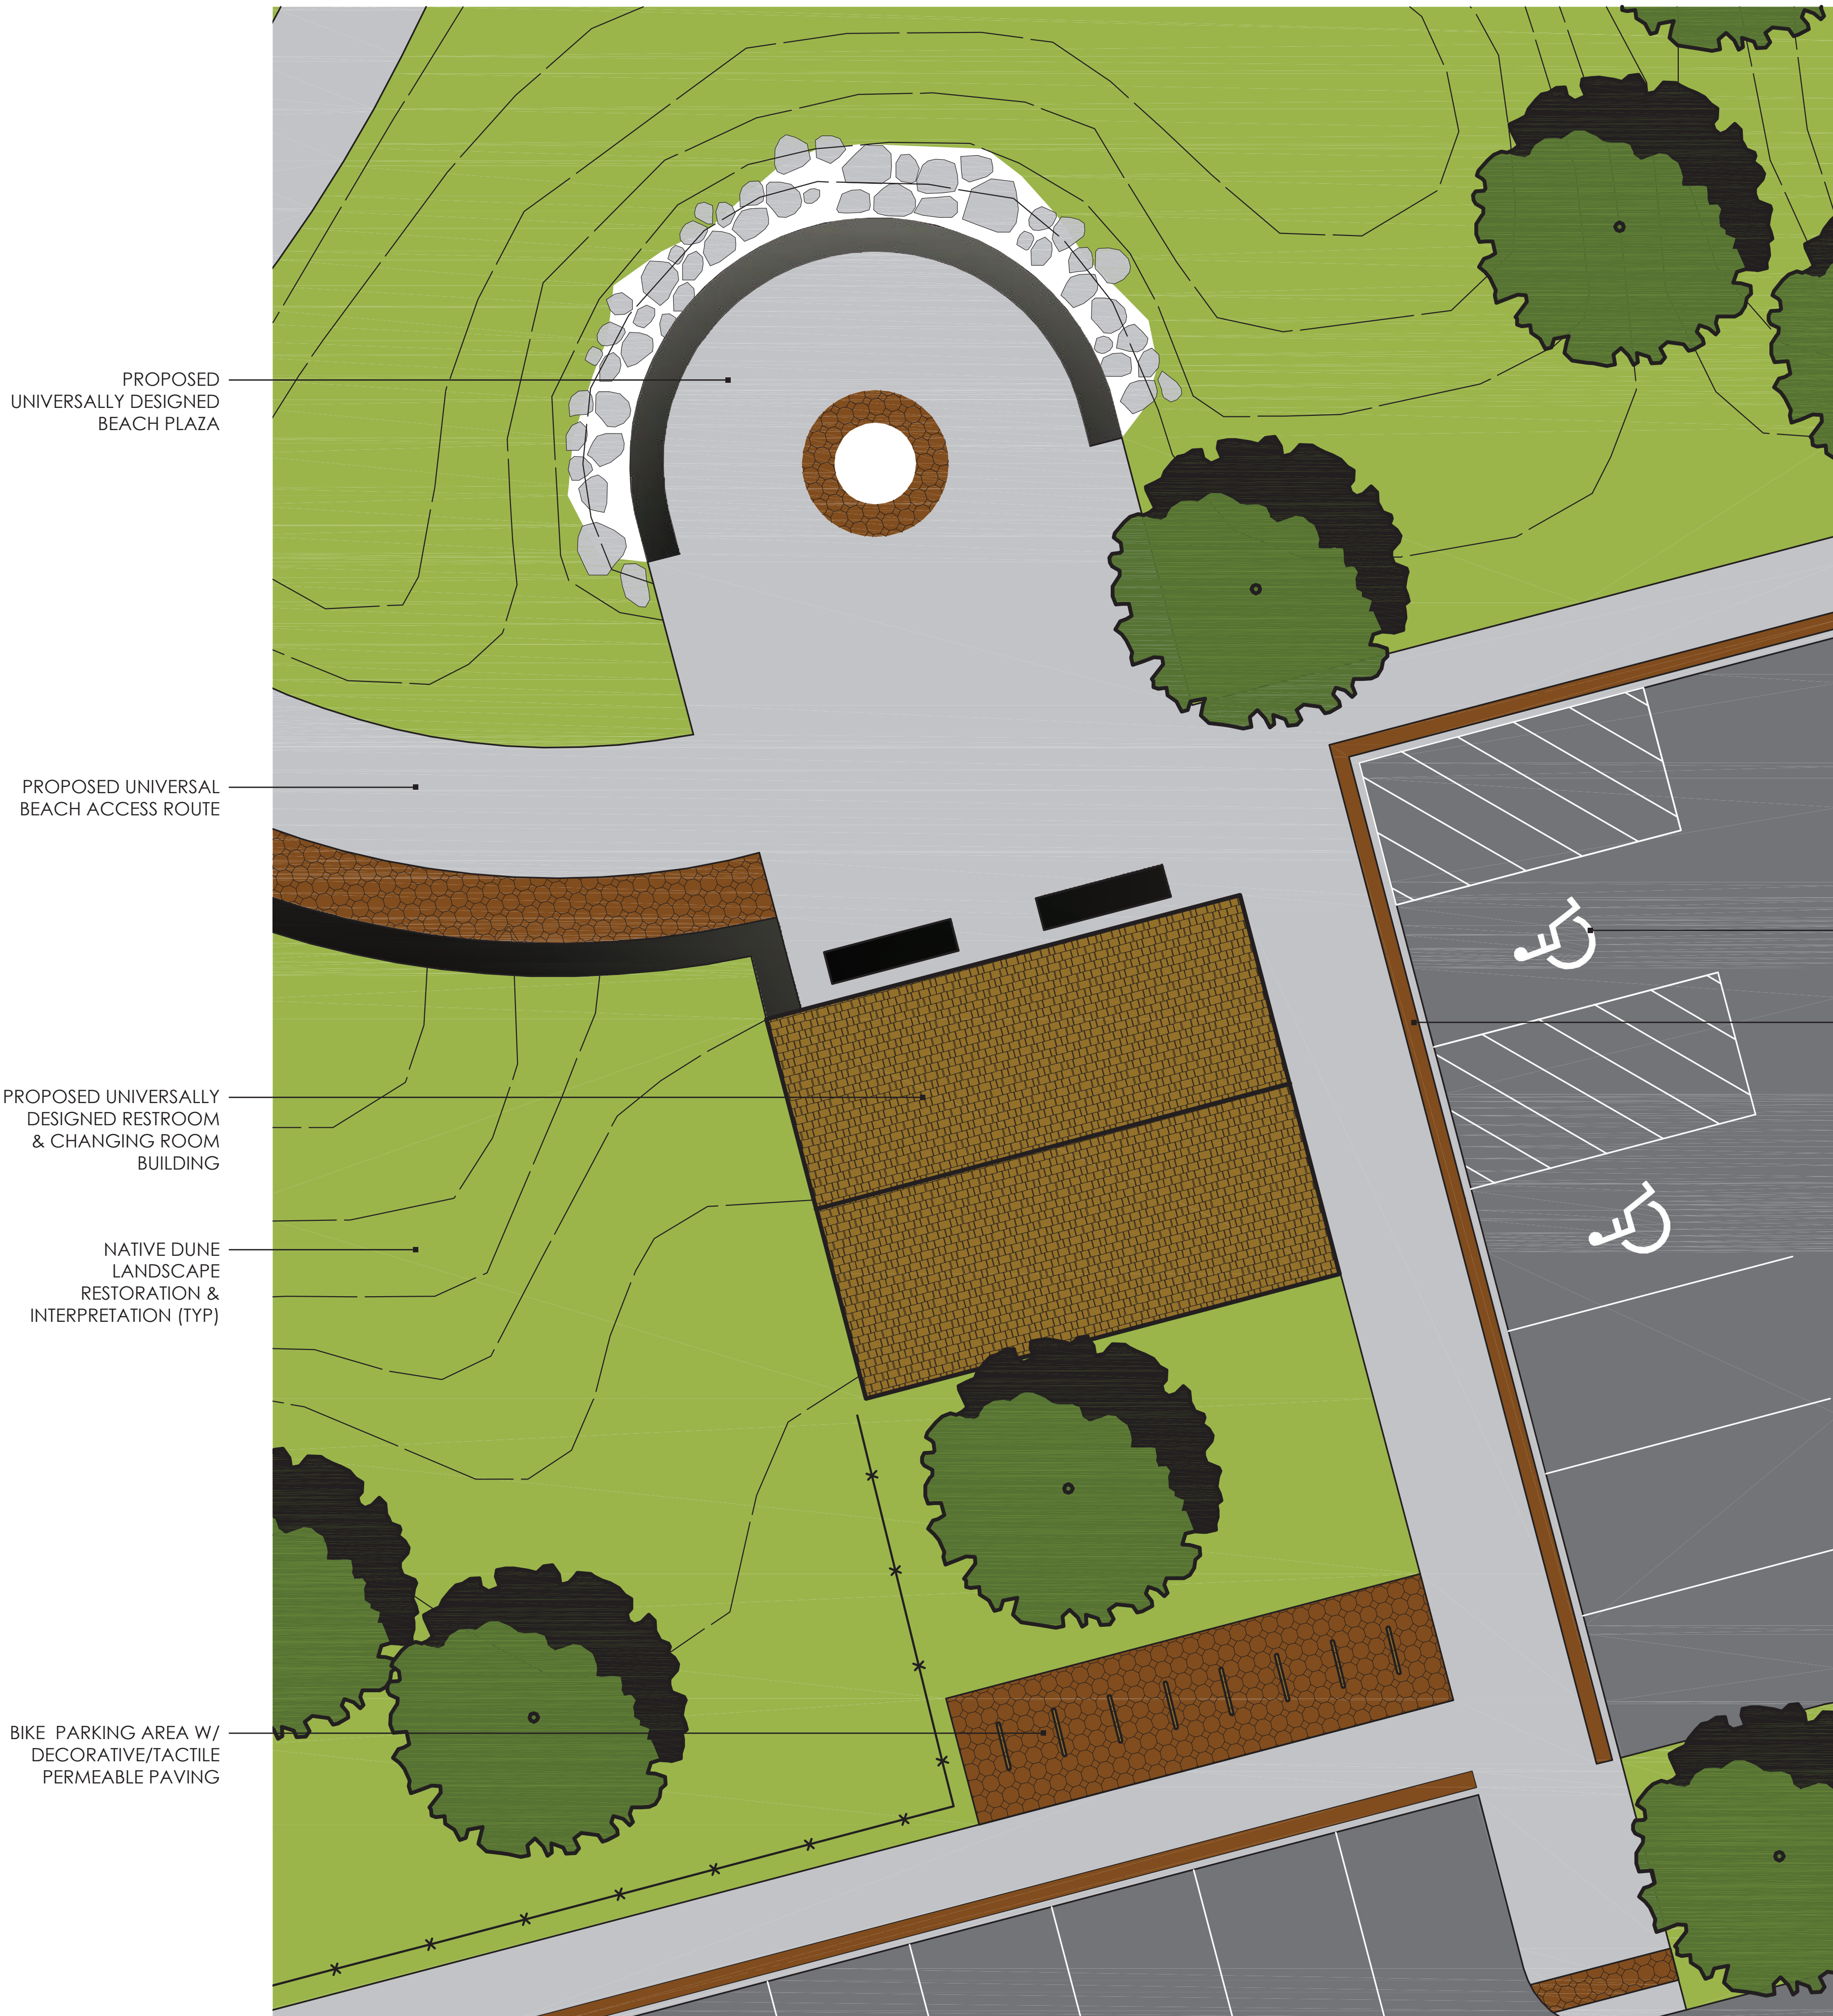 PROPOSED
UNIVERSALLY DESIGNED
BEACH PLAZA
PROPOSED UNIVERSAL
BEACH ACCESS ROUTE
PROPOSED UNIVERSALLY
DESIGNED RESTROOM
& CHANGING ROOM
BUILDING
NATIVE DUNE
LANDSCAPE
RESTORATION &
INTERPRETATION (TYP)
BIKE PARKING AREA W/
DECORATIVE/TACTILE
PERMEABLE PAVING